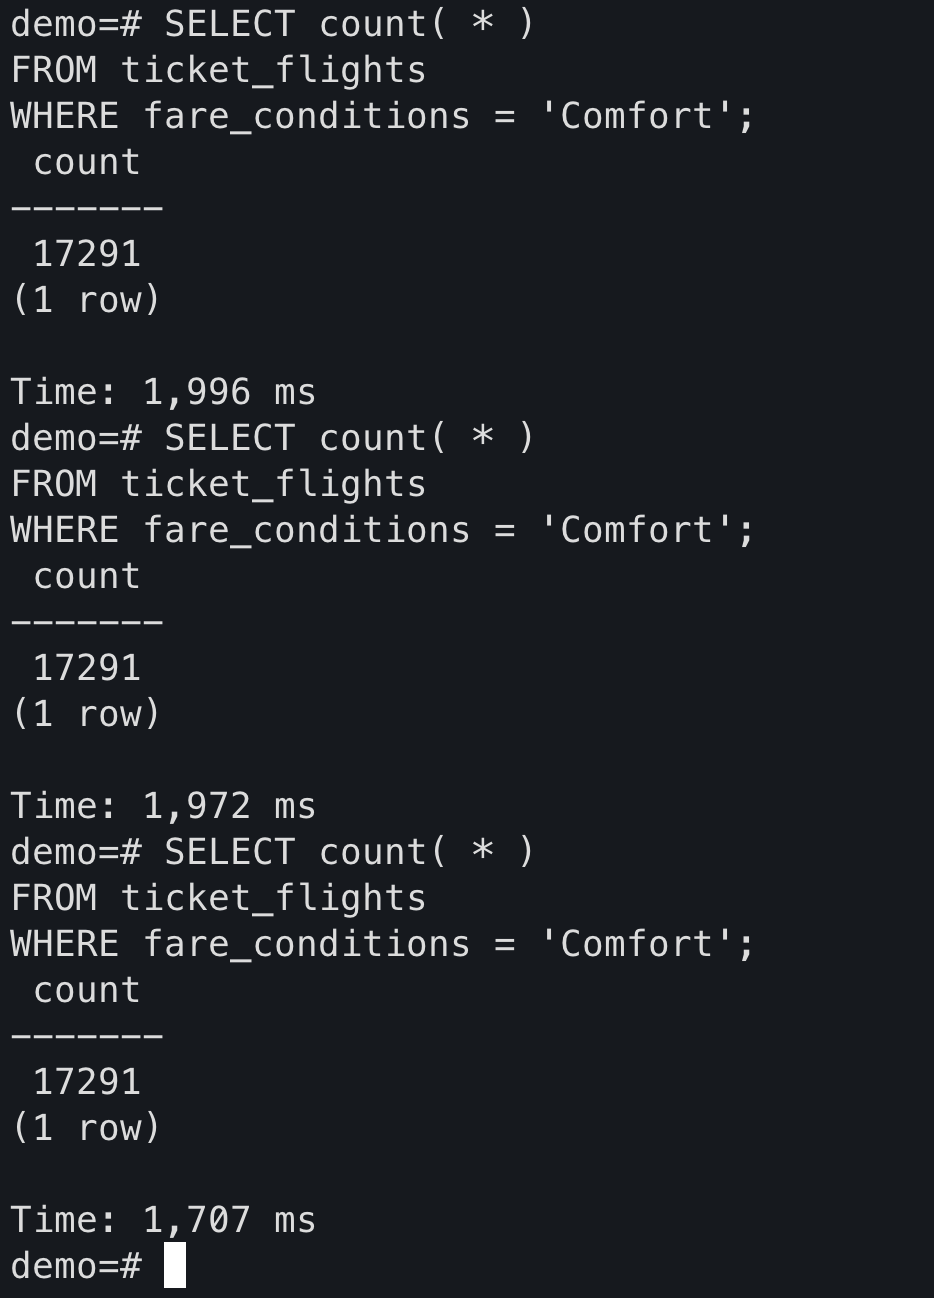 demo=# SELECT count( * )
FROM ticket_flights
WHERE fare_conditions = 'Comfort';
 count
-------
 17291
(1 row)

Time: 1,996 ms
demo=# SELECT count( * )
FROM ticket_flights
WHERE fare_conditions = 'Comfort';
 count
-------
 17291
(1 row)

Time: 1,972 ms
demo=# SELECT count( * )
FROM ticket_flights
WHERE fare_conditions = 'Comfort';
 count
-------
 17291
(1 row)

Time: 1,707 ms
demo=#